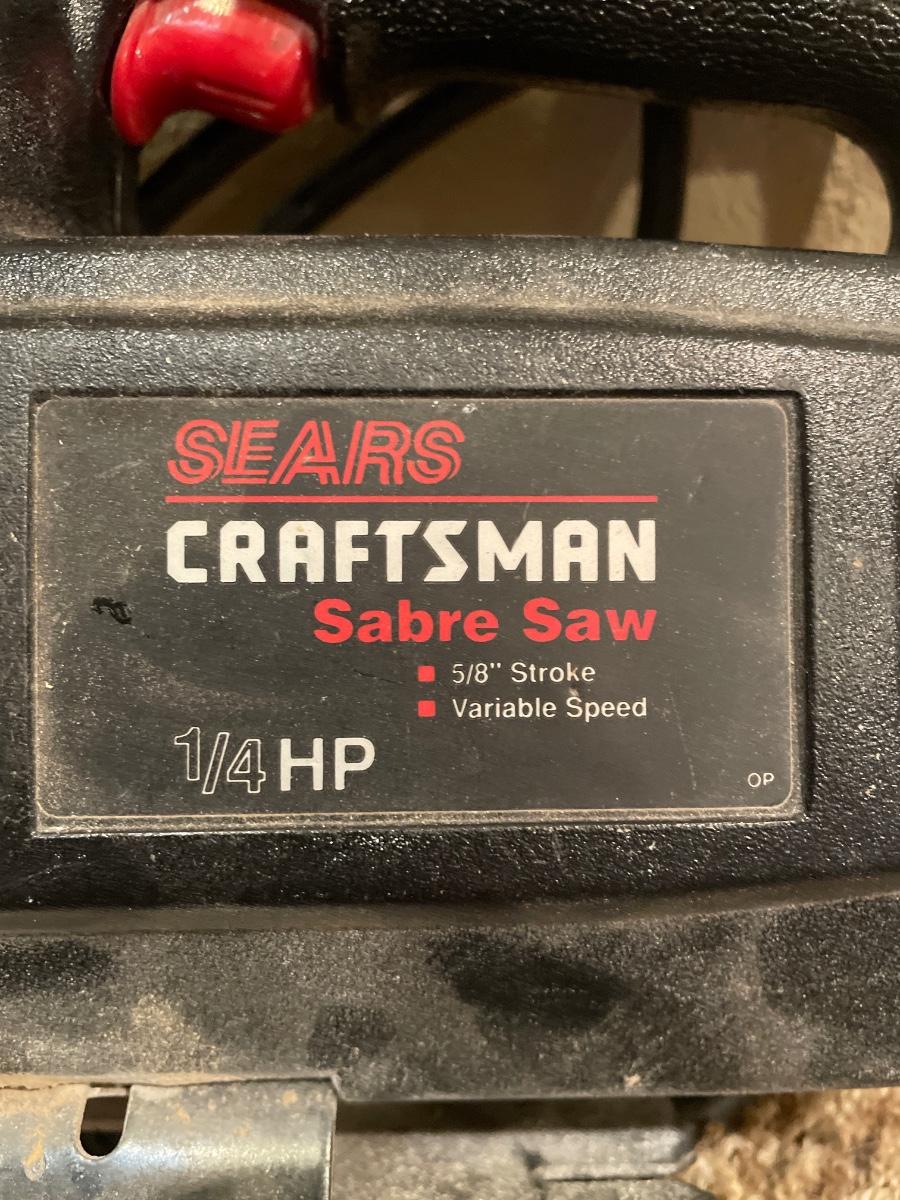 SEARS
CRAFTSMAN
Sabre Saw
5/8" Stroke
Variable Speed
1/4 HP
OP